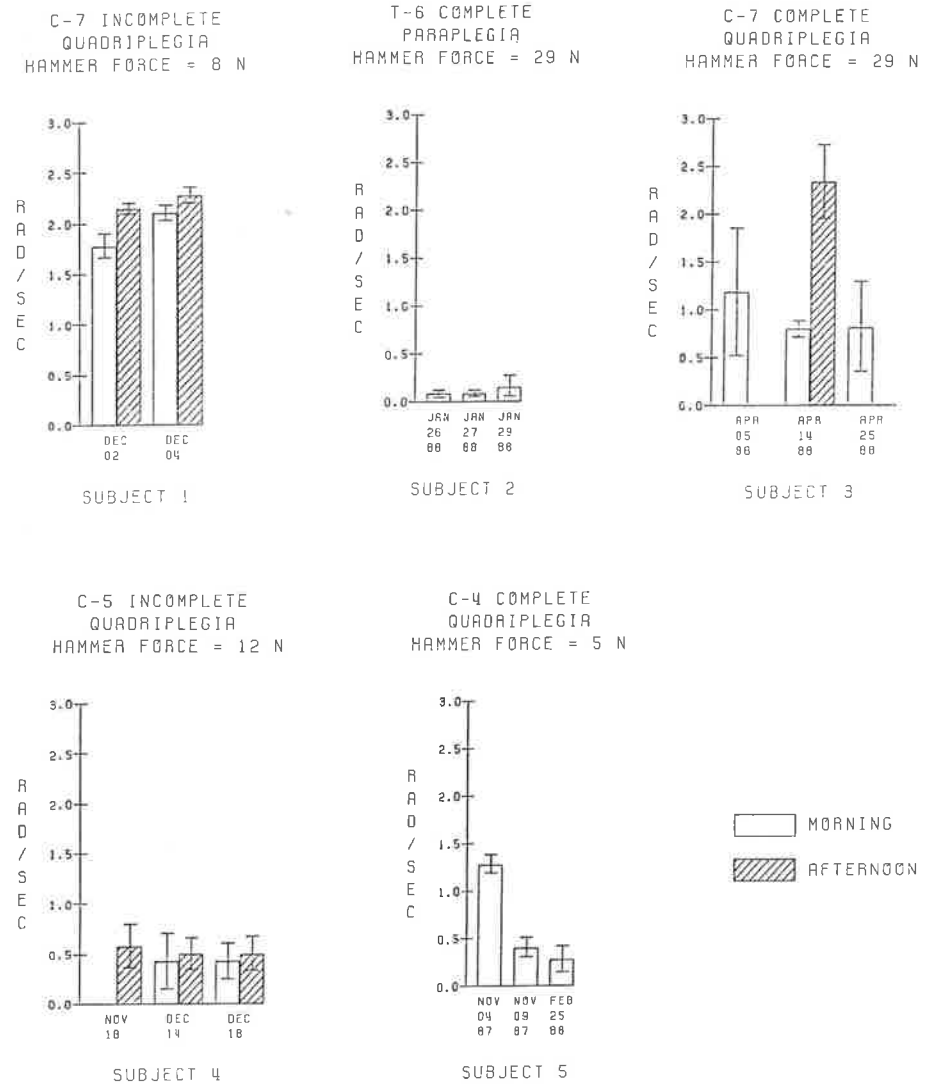 C-7 INCOMPLETE
QUADRIPLEGIA
HAMMER FORCE = 8 N
3.0
2.5
2.0
1.5
1.0
0.5
0.0
RAD/SEC
DEC DEC
02 04
SUBJECT 1
T-6 COMPLETE
PARAPLEGIA
HAMMER FORCE = 29 N
3.0
2.5
2.0
1.5
1.0
0.5
0.0
RAD/SEC
JAN JAN JAN
26 27 29
88 88 88
SUBJECT 2
C-7 COMPLETE
QUADRIPLEGIA
HAMMER FORCE = 29 N
3.0
2.5
2.0
1.5
1.0
0.5
0.0
RAD/SEC
APR APR APR
05 14 25
88 88 88
SUBJECT 3
C-5 INCOMPLETE
QUADRIPLEGIA
HAMMER FORCE = 12 N
3.0
2.5
2.0
1.5
1.0
0.5
0.0
RAD/SEC
NOV DEC DEC
18 14 18
SUBJECT 4
C-4 COMPLETE
QUADRIPLEGIA
HAMMER FORCE = 5 N
3.0
2.5
2.0
1.5
1.0
0.5
0.0
RAD/SEC
NOV NOV FEB
04 09 25
87 87 88
SUBJECT 5
MORNING
AFTERNOON